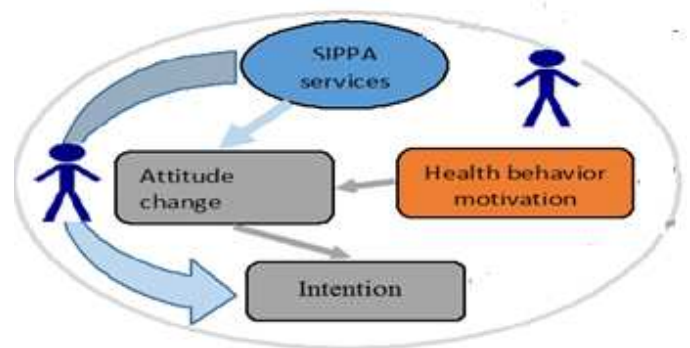 SIPPA
services
Attitude
change
Health behavior
motivation
Intention